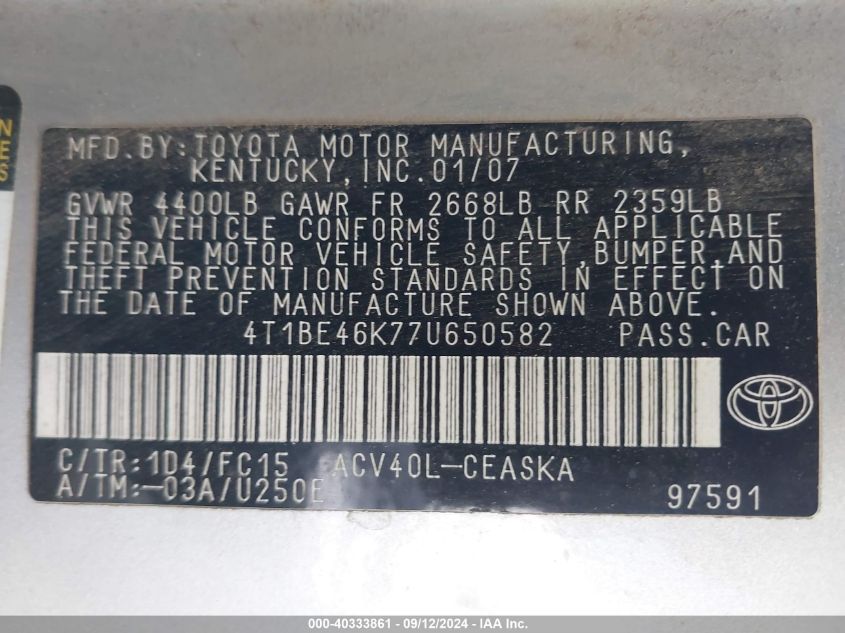 N
ES
S
MFD.BY:TOYOTA MOTOR MANUFACTURING,
KENTUCKY,INC.01/07
GVWR 4400LB GAWR FR 2668LB RR 2359LB
THIS VEHICLE CONFORMS TO ALL APPLICABLE
FEDERAL MOTOR VEHICLE SAFETY,BUMPER,AND
THEFT PREVENTION STANDARDS IN EFFECT ON
THE DATE OF MANUFACTURE SHOWN ABOVE.
4T1BE46K77U650582 PASS.CAR
C/TR:1D4/FC15 ACV40L-CEASKA
A/TM:-03A/U250E 97591
000-40333861 - 09/12/2024 - IAA Inc.